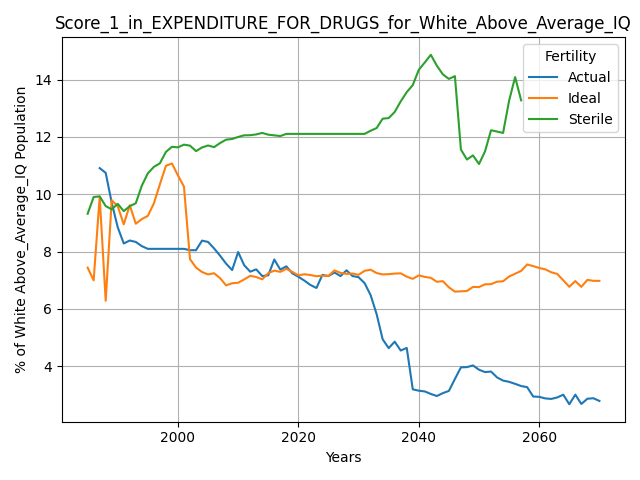 Score_1_in_EXPENDITURE_FOR_DRUGS_for_White_Above_Average_IQ
% of White Above_Average_IQ Population
14
12
10
8
6
4
Fertility
Actual
Ideal
Sterile
2000
2020
2040
2060
Years